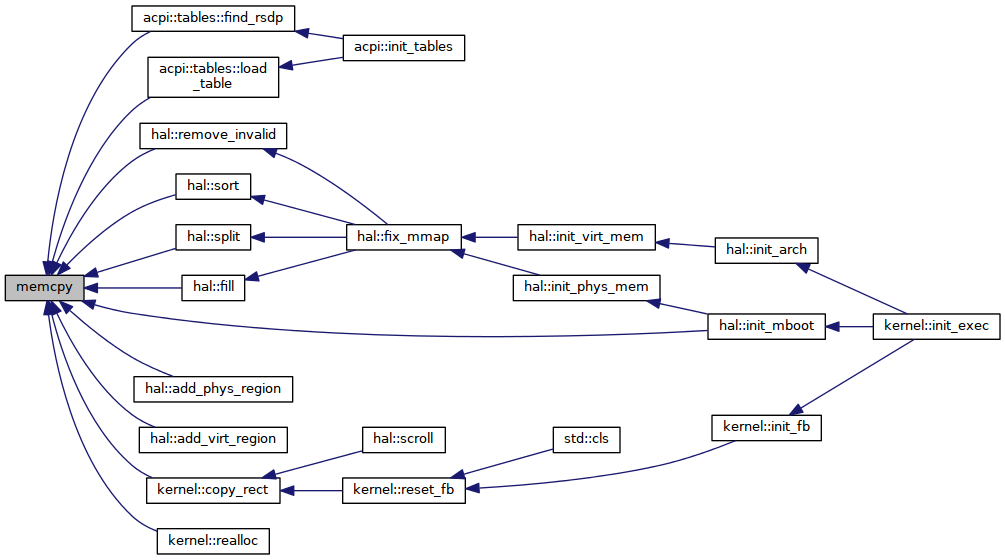 acpi::tables::find_rsdp
acpi::init_tables
acpi::tables::load
_table
hal::remove_invalid
hal::sort
hal::split
hal::fix_mmap
hal::init_virt_mem
hal::init_arch
memcpy
hal::fill
hal::init_phys_mem
hal::init_mboot
kernel::init_exec
hal::add_phys_region
hal::add_virt_region
hal::scroll
std::cls
kernel::init_fb
kernel::copy_rect
kernel::reset_fb
kernel::realloc